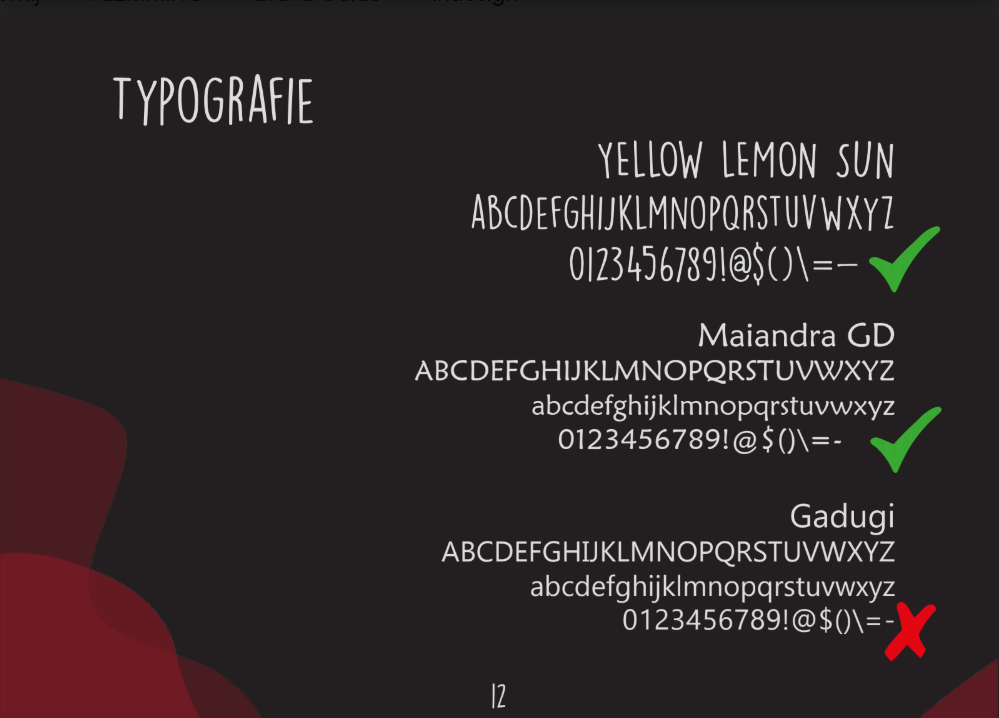 TYPOGRAFIE
YELLOW LEMON SUN
ABCDEFGHIJKLMNOPQRSTUVWXYZ
0123456789!@$()\=–
Maiandra GD
ABCDEFGHIJKLMNOPQRSTUVWXYZ
abcdefghijklmnopqrstuvwxyz
0123456789!@$()\=-
Gadugi
ABCDEFGHIJKLMNOPQRSTUVWXYZ
abcdefghijklmnopqrstuvwxyz
0123456789!@$()\=-
12